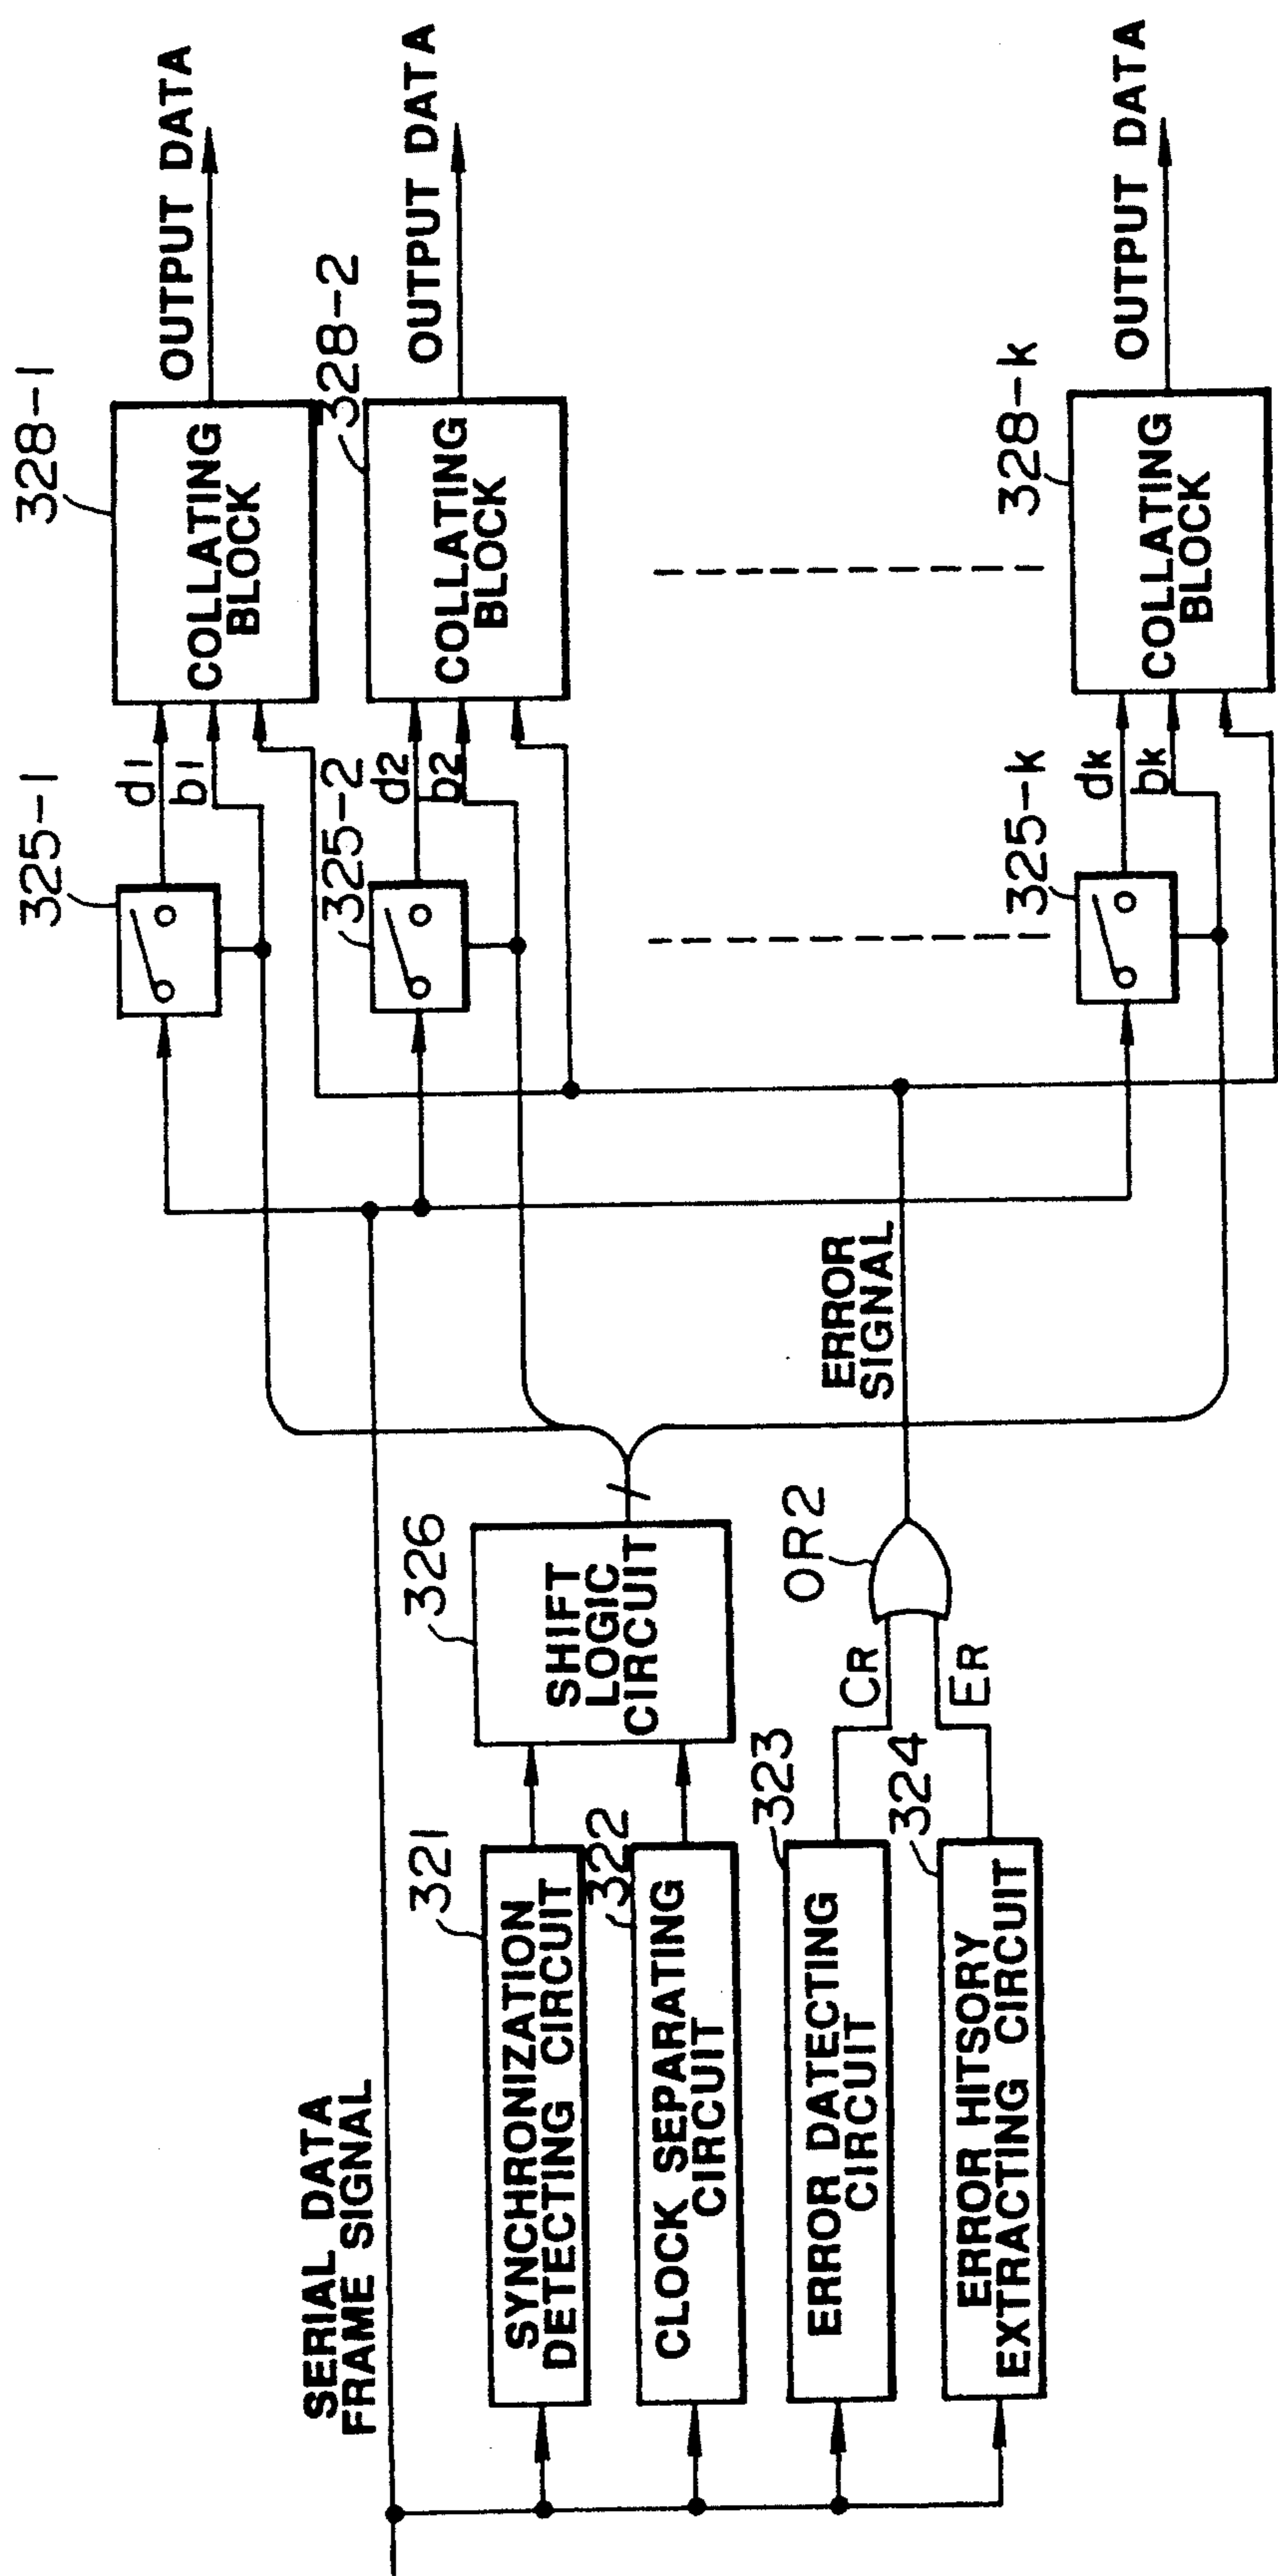 SERIAL DATA
FRAME SIGNAL
321
SYNCHRONIZATION
DETECTING CIRCUIT
322
CLOCK SEPARATING
CIRCUIT
323
ERROR DATECTING
CIRCUIT
324
ERROR HITSORY
EXTRACTING CIRCUIT
326
SHIFT
LOGIC
CIRCUIT
CR
ER
OR2
ERROR
SIGNAL
325-1
d1
b1
328-1
COLLATING
BLOCK
OUTPUT DATA
325-2
d2
b2
328-2
COLLATING
BLOCK
OUTPUT DATA
325-k
dk
bk
328-k
COLLATING
BLOCK
OUTPUT DATA